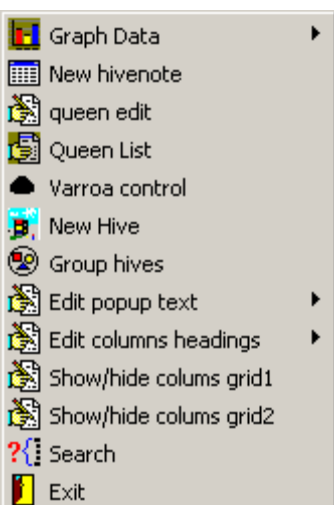 Graph Data
New hivenote
queen edit
Queen List
Varroa control
New Hive
Group hives
Edit popup text
Edit columns headings
Show/hide colums grid1
Show/hide colums grid2
Search
Exit